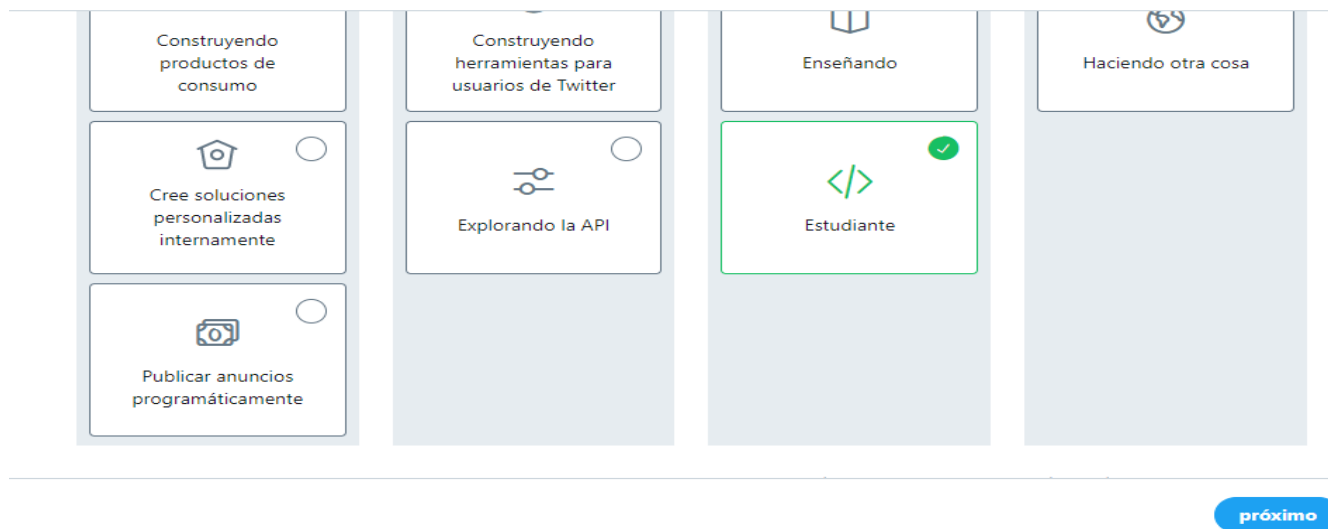 Construyendo
productos de
consumo
Construyendo
herramientas para
usuarios de Twitter
Enseñando
Haciendo otra cosa
Cree soluciones
personalizadas
internamente
Explorando la API
Estudiante
Publicar anuncios
programáticamente
próximo